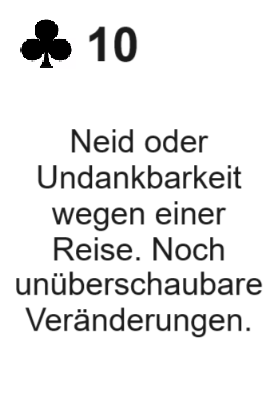 ♣ 10
Neid oder
Undankbarkeit
wegen einer
Reise. Noch
unüberschaubare
Veränderungen.